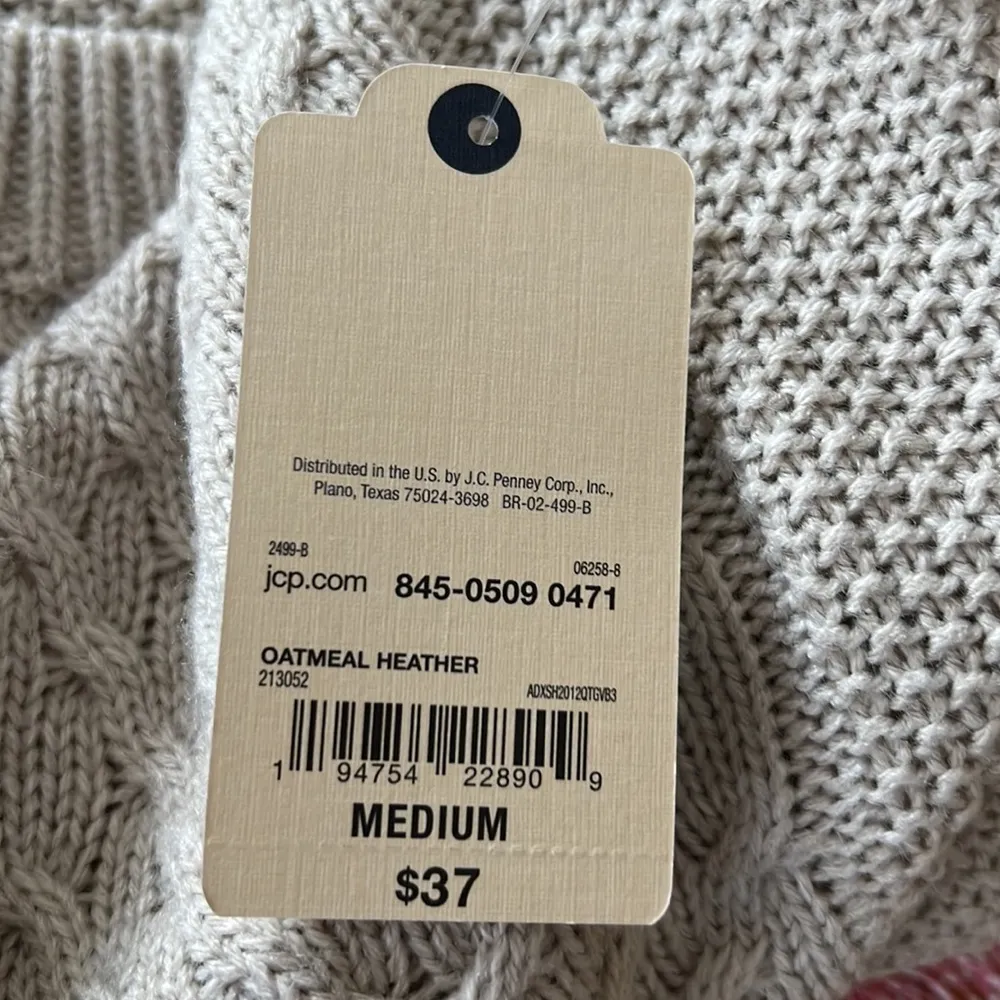 Distributed in the U.S. by J.C. Penney Corp., Inc.,
Plano, Texas 75024-3698 BR-02-499-B
2499-B
06258-8
jcp.com 845-0509 0471
OATMEAL HEATHER
213052
ADXSH2012QTGVB3
1 94754 22890 9
MEDIUM
$37